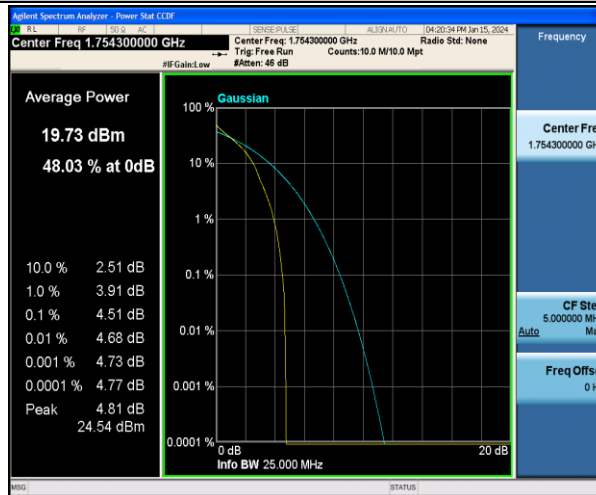 Agilent Spectrum Analyzer - Power Stat CCDF
RL RF 50 Ω AC SENSE:PULSE ALIGNAUTO 04:20:34 PM Jan 15, 2024
Center Freq 1.754300000 GHz
Center Freq: 1.754300000 GHz Radio Std: None
Trig: Free Run Counts:10.0 M/10.0 Mpt
#IFGain:Low #Atten: 46 dB
Frequency
Average Power
19.73 dBm
48.03 % at 0dB
10.0 % 2.51 dB
1.0 % 3.91 dB
0.1 % 4.51 dB
0.01 % 4.68 dB
0.001 % 4.73 dB
0.0001 % 4.77 dB
Peak 4.81 dB
24.54 dBm
Gaussian
100 %
10 %
1 %
0.1 %
0.01 %
0.001 %
0.0001 %
0 dB 20 dB
Info BW 25.000 MHz
Center Fre
1.754300000 GH
CF Ste
5.000000 MH
Auto Ma
Freq Offs
0 H
MSG STATUS